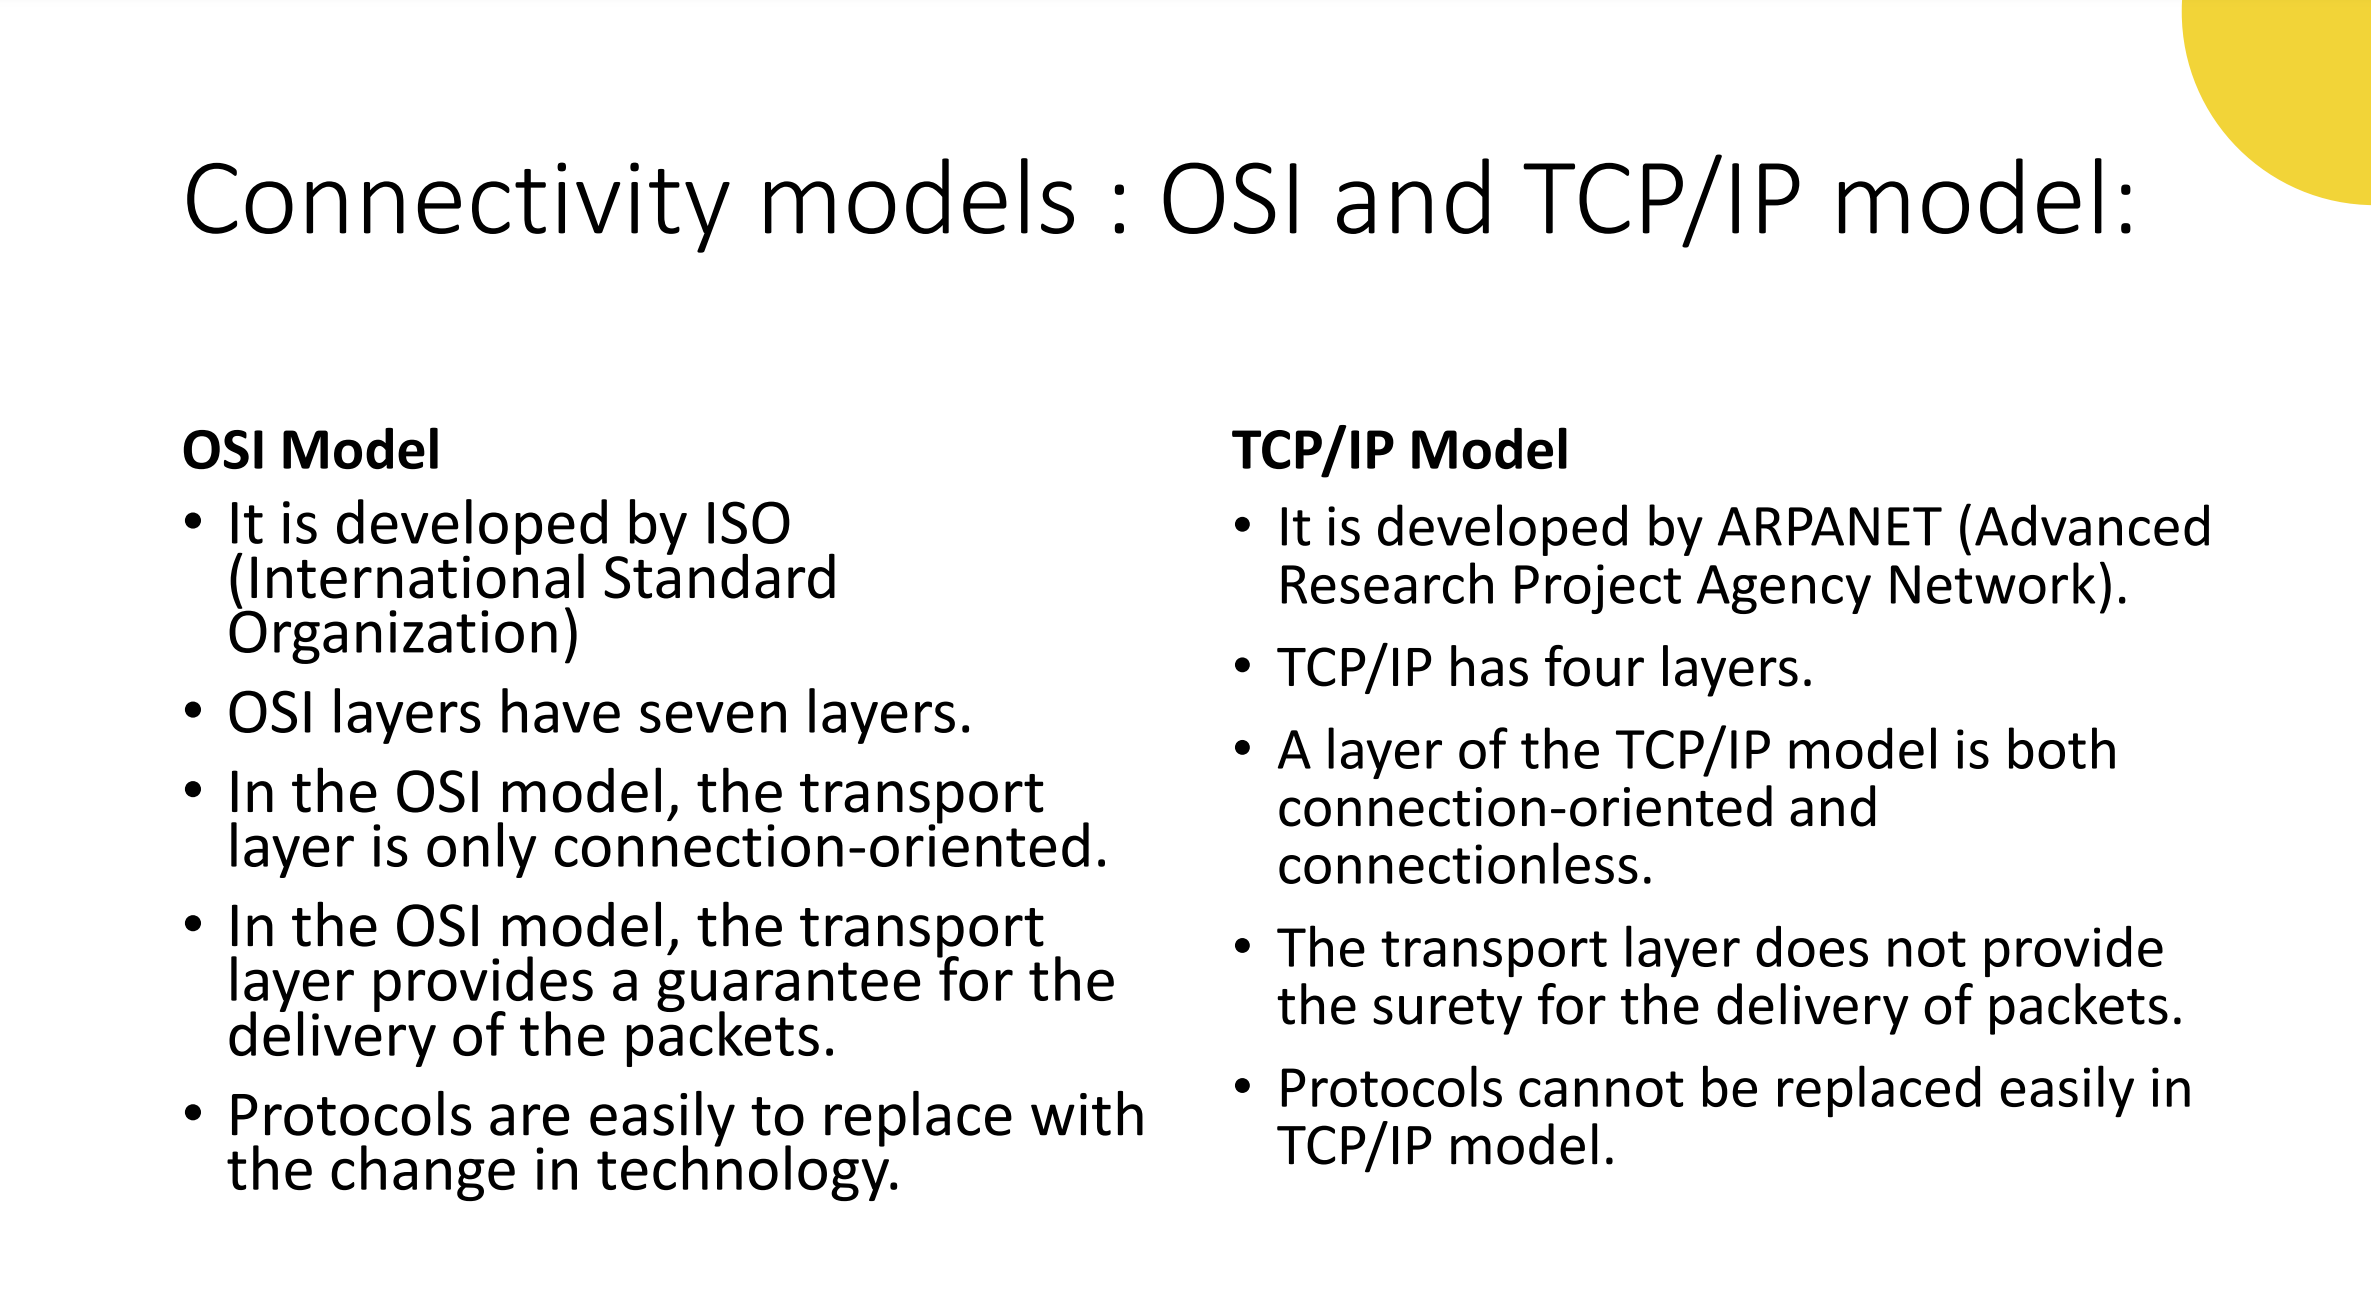 Connectivity models : OSI and TCP/IP model:
OSI Model
• It is developed by ISO
(International Standard
Organization)
• OSI layers have seven layers.
• In the OSI model, the transport
layer is only connection-oriented.
• In the OSI model, the transport
layer provides a guarantee for the
delivery of the packets.
• Protocols are easily to replace with
the change in technology.
TCP/IP Model
• It is developed by ARPANET (Advanced
Research Project Agency Network).
• TCP/IP has four layers.
• A layer of the TCP/IP model is both
connection-oriented and
connectionless.
• The transport layer does not provide
the surety for the delivery of packets.
• Protocols cannot be replaced easily in
TCP/IP model.